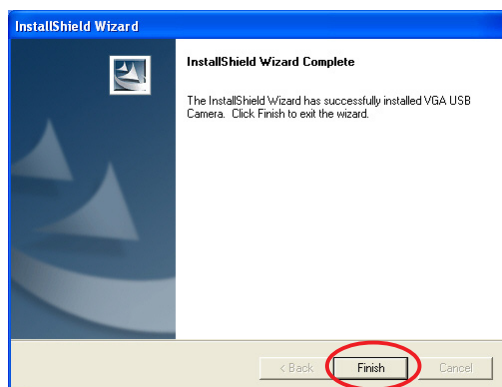 InstallShield Wizard
InstallShield Wizard Complete
The InstallShield Wizard has successfully installed VGA USB
Camera. Click Finish to exit the wizard.
< Back
Finish
Cancel